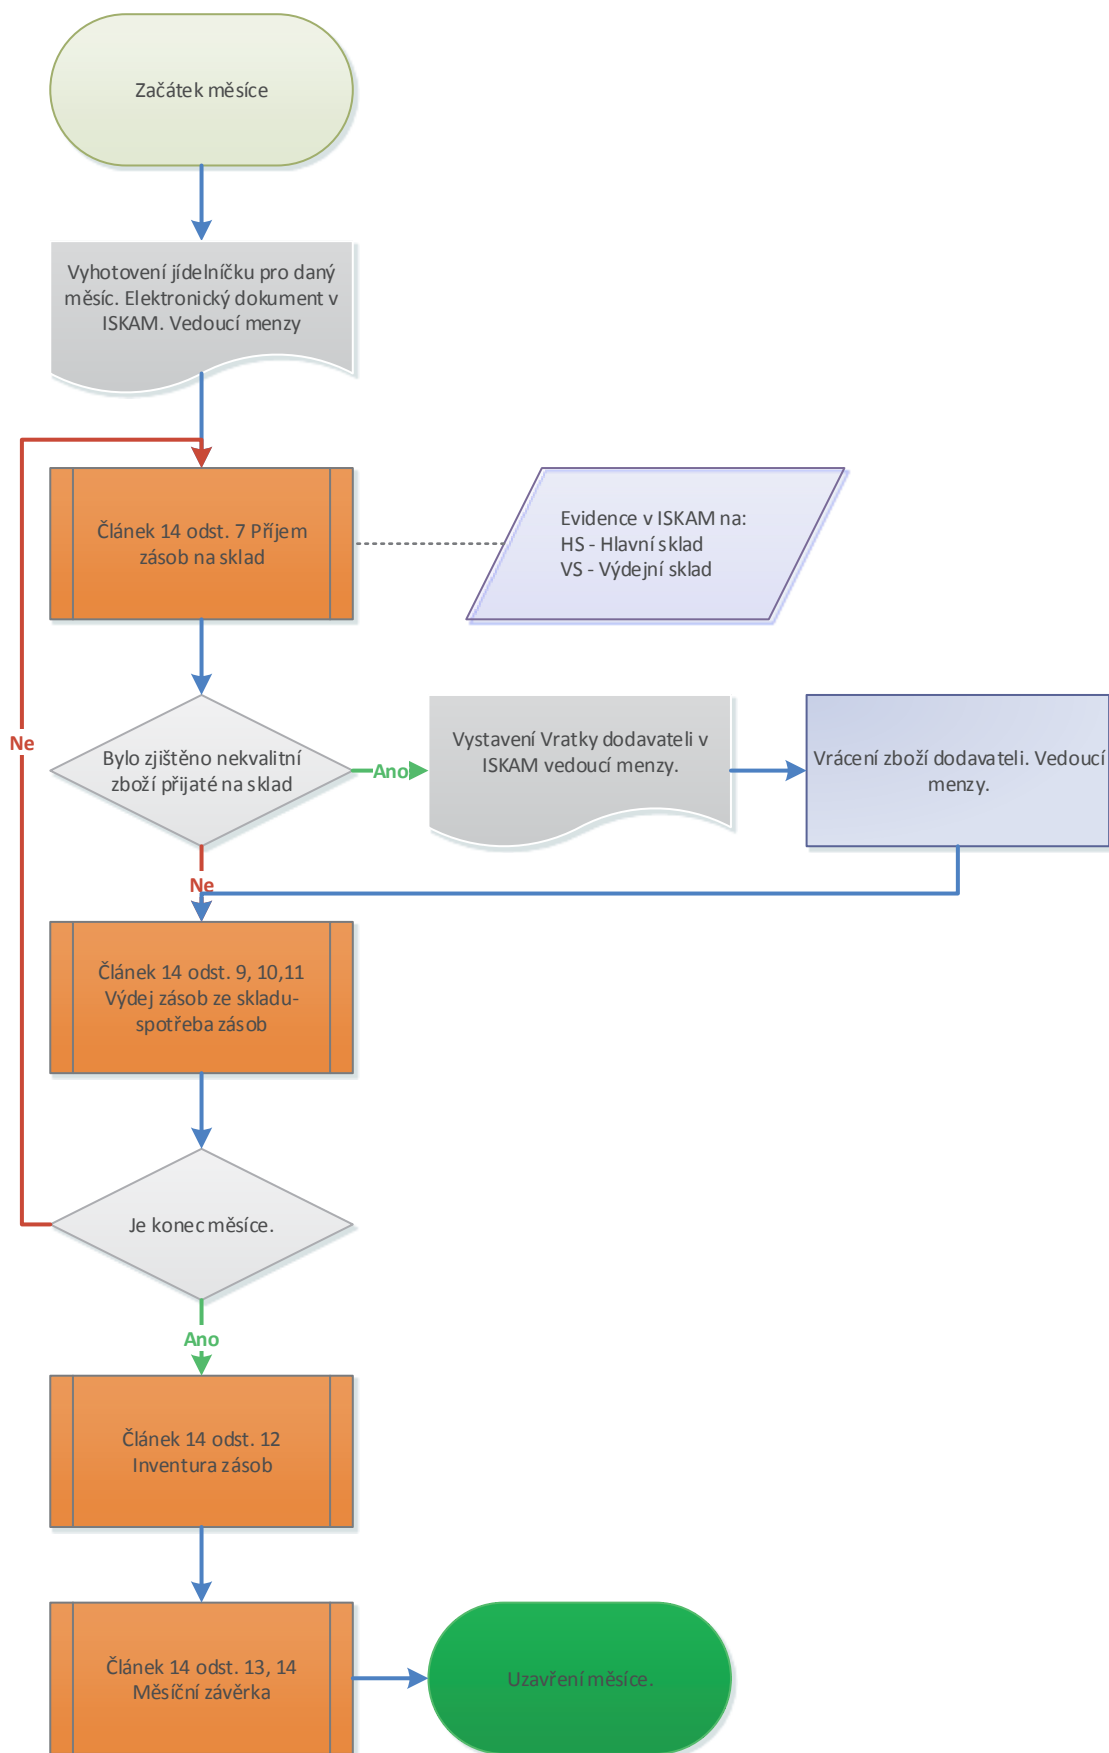 Začátek měsíce
Vyhotovení jídelníčku pro daný
měsíc. Elektronický dokument v
ISKAM. Vedoucí menzy
Článek 14 odst. 7 Příjem
zásob na sklad
Evidence v ISKAM na:
HS - Hlavní sklad
VS - Výdejní sklad
Ne
Bylo zjištěno nekvalitní
zboží přijaté na sklad
Ano
Vystavení Vratky dodavateli v
ISKAM vedoucí menzy.
Vrácení zboží dodavateli. Vedoucí
menzy.
Ne
Článek 14 odst. 9, 10,11
Výdej zásob ze skladu-
spotřeba zásob
Je konec měsíce.
Ano
Článek 14 odst. 12
Inventura zásob
Článek 14 odst. 13, 14
Měsíční závěrka
Uzavření měsíce.